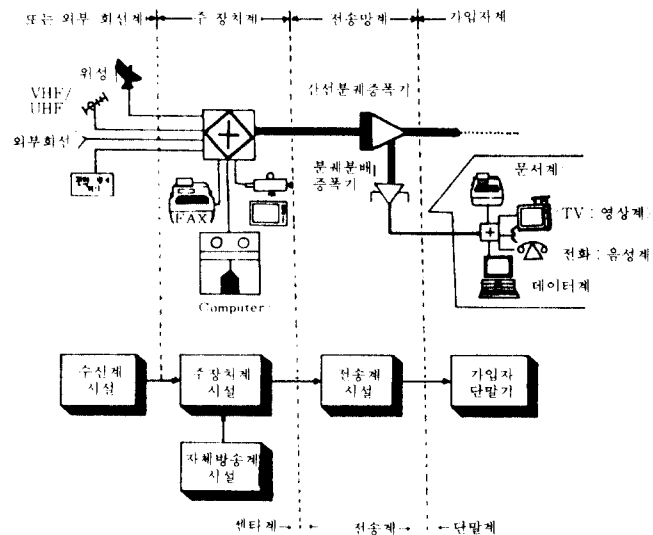 또는 외부 회선계
주 장치계
전송망계
가입자계
위성
VHF/
UHF
외부회선
간선분궤증폭기
분궤분배
증폭기
문서계
TV : 영상계
전화 : 음성계
데이터계
FAX
Computer
수신계
시설
주장치계
시설
전송계
시설
가입자
단말기
자체방송계
시설
센타계
전송계
단말계